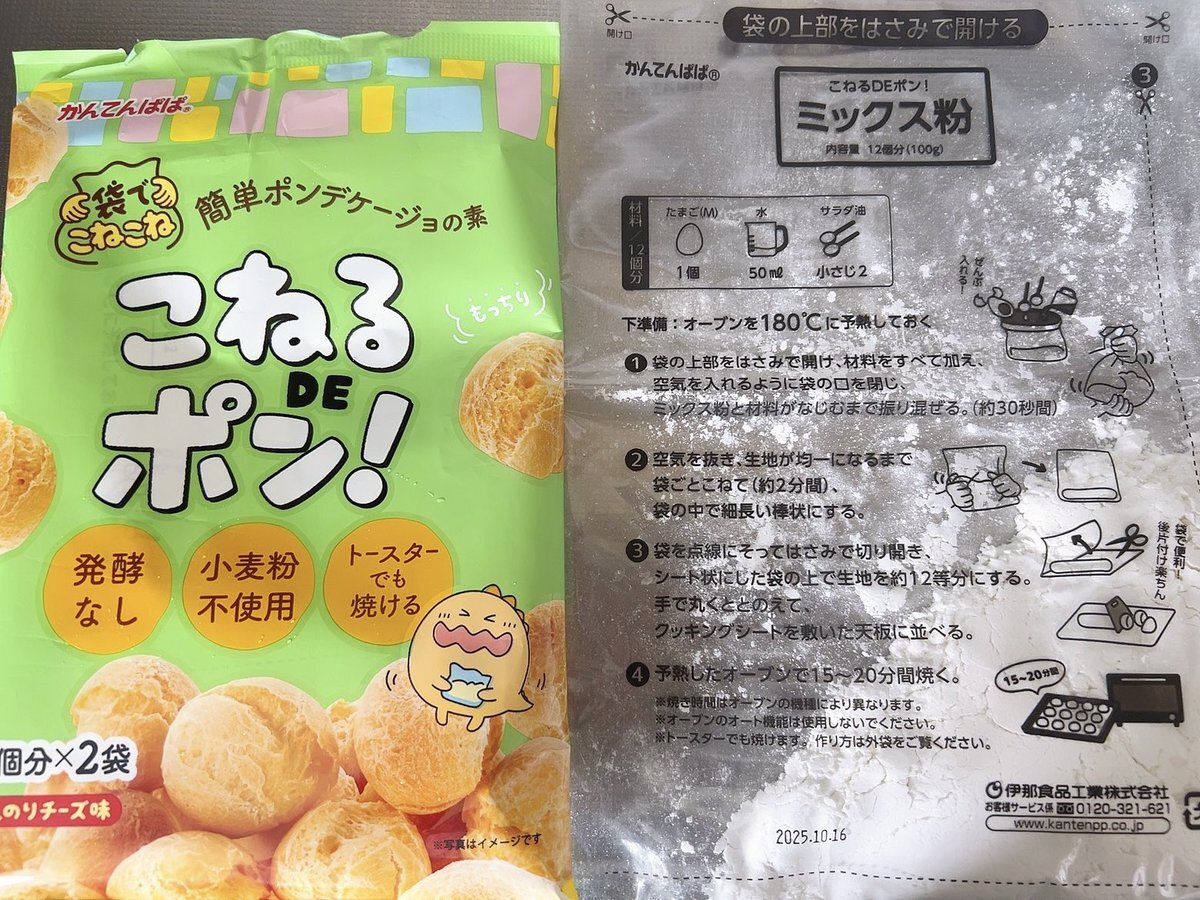 かんてんぱぱ®
袋で
こねこね
簡単ポンデケージョの素
こねる
DE
ポン!
もっちり
発酵
なし
小麦粉
不使用
トースター
でも
焼ける
個分×2袋
のりチーズ味
※写真はイメージです
開け口
袋の上部をはさみで開ける
開け口
かんてんぱぱ®
こねるDEポン!
ミックス粉
内容量 12個分(100g)
3
材料/12個分
たまご(M)
1個
水
50㎖
サラダ油
小さじ2
ぜんぶ
入れる!
下準備:オーブンを180℃に予熱しておく
❶ 袋の上部をはさみで開け、材料をすべて加え、
空気を入れるように袋の口を閉じ、
ミックス粉と材料がなじむまで振り混ぜる。(約30秒間)
❷ 空気を抜き、生地が均一になるまで
袋ごとこねて(約2分間)、
袋の中で細長い棒状にする。
❸ 袋を点線にそってはさみで切り開き、
シート状にした袋の上で生地を約12等分にする。
手で丸くととのえて、
クッキングシートを敷いた天板に並べる。
袋で便利!
後片付け楽ちん
❹ 予熱したオーブンで15~20分間焼く。
※焼き時間はオーブンの機種により異なります。
※オーブンのオート機能は使用しないでください。
※トースターでも焼けます。作り方は外袋をご覧ください。
15~20分間
伊那食品工業株式会社
お客様サービス係 0120-321-621
www.kantenpp.co.jp
2025.10.16